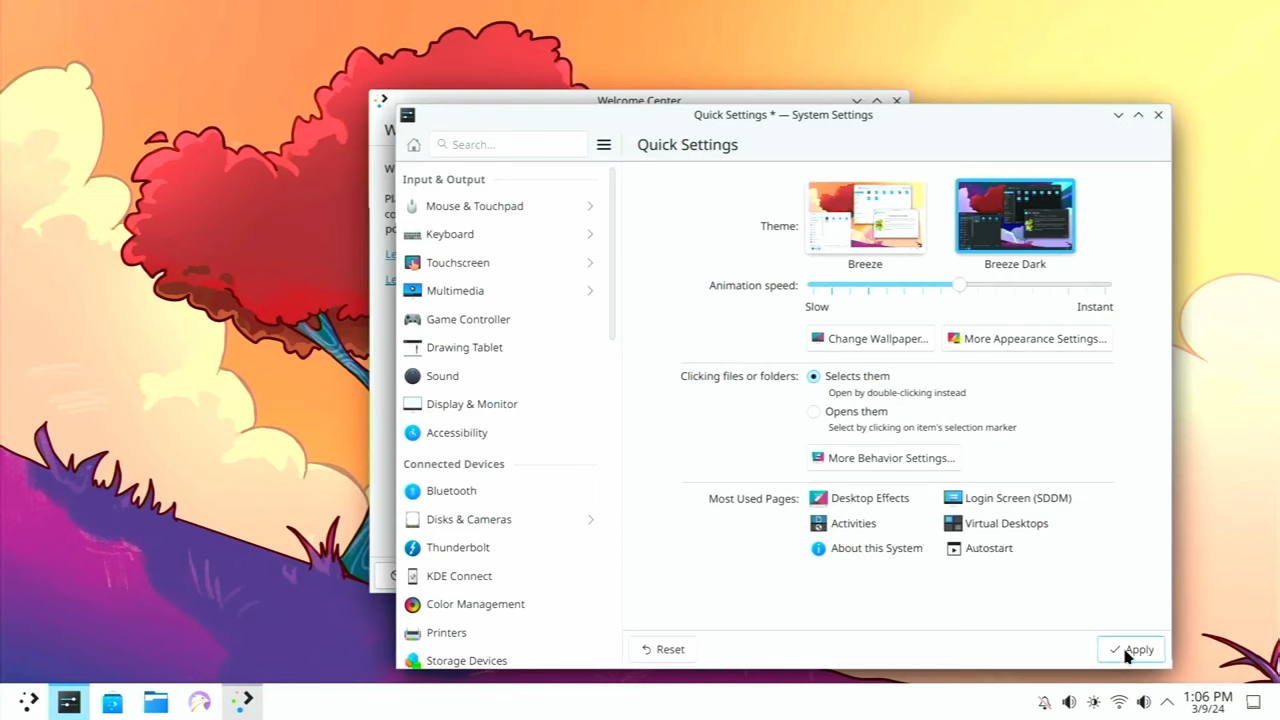 Welcome Center
Quick Settings * — System Settings
Search...
Quick Settings
Input & Output
Mouse & Touchpad
Keyboard
Touchscreen
Multimedia
Game Controller
Drawing Tablet
Sound
Display & Monitor
Accessibility
Connected Devices
Bluetooth
Disks & Cameras
Thunderbolt
KDE Connect
Color Management
Printers
Storage Devices
Theme:
Breeze
Breeze Dark
Animation speed:
Slow
Instant
Change Wallpaper...
More Appearance Settings...
Clicking files or folders:
Selects them
Open by double-clicking instead
Opens them
Select by clicking on item's selection marker
More Behavior Settings...
Most Used Pages:
Desktop Effects
Login Screen (SDDM)
Activities
Virtual Desktops
About this System
Autostart
Reset
Apply
1:06 PM
3/9/24